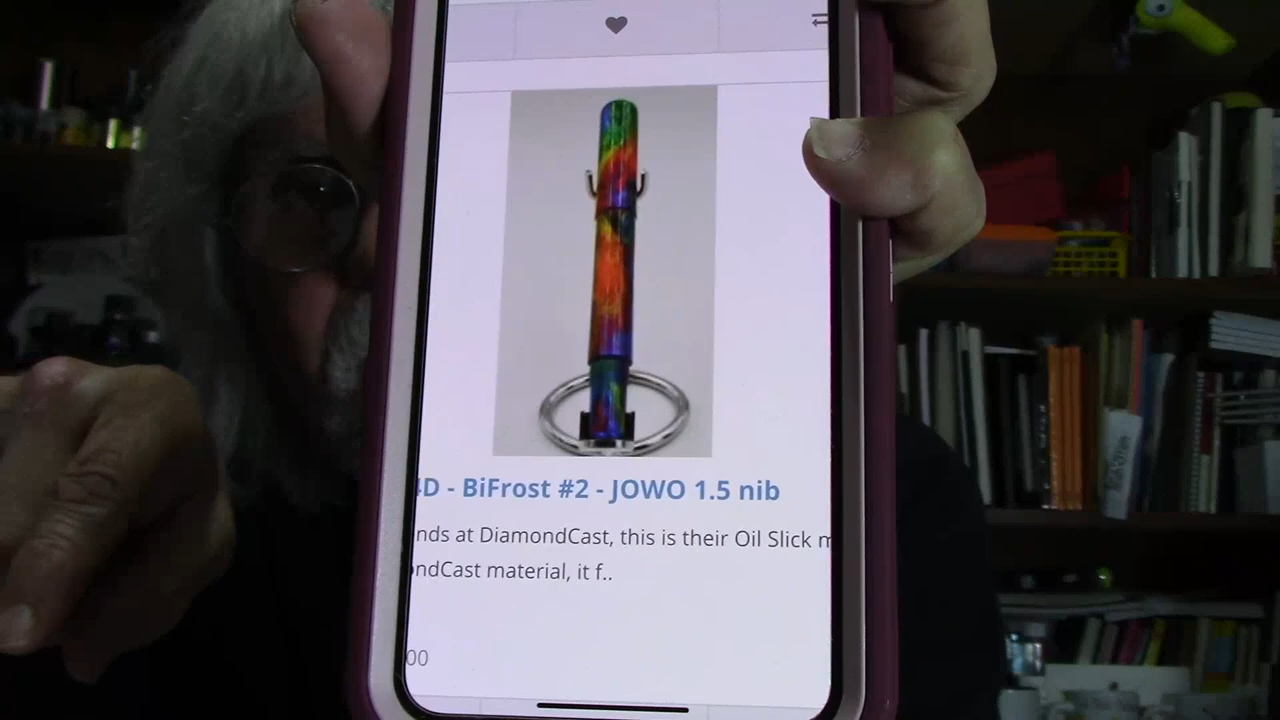 D - BiFrost #2 - JOWO 1.5 nib
nds at DiamondCast, this is their Oil Slick m
ondCast material, it f..
00